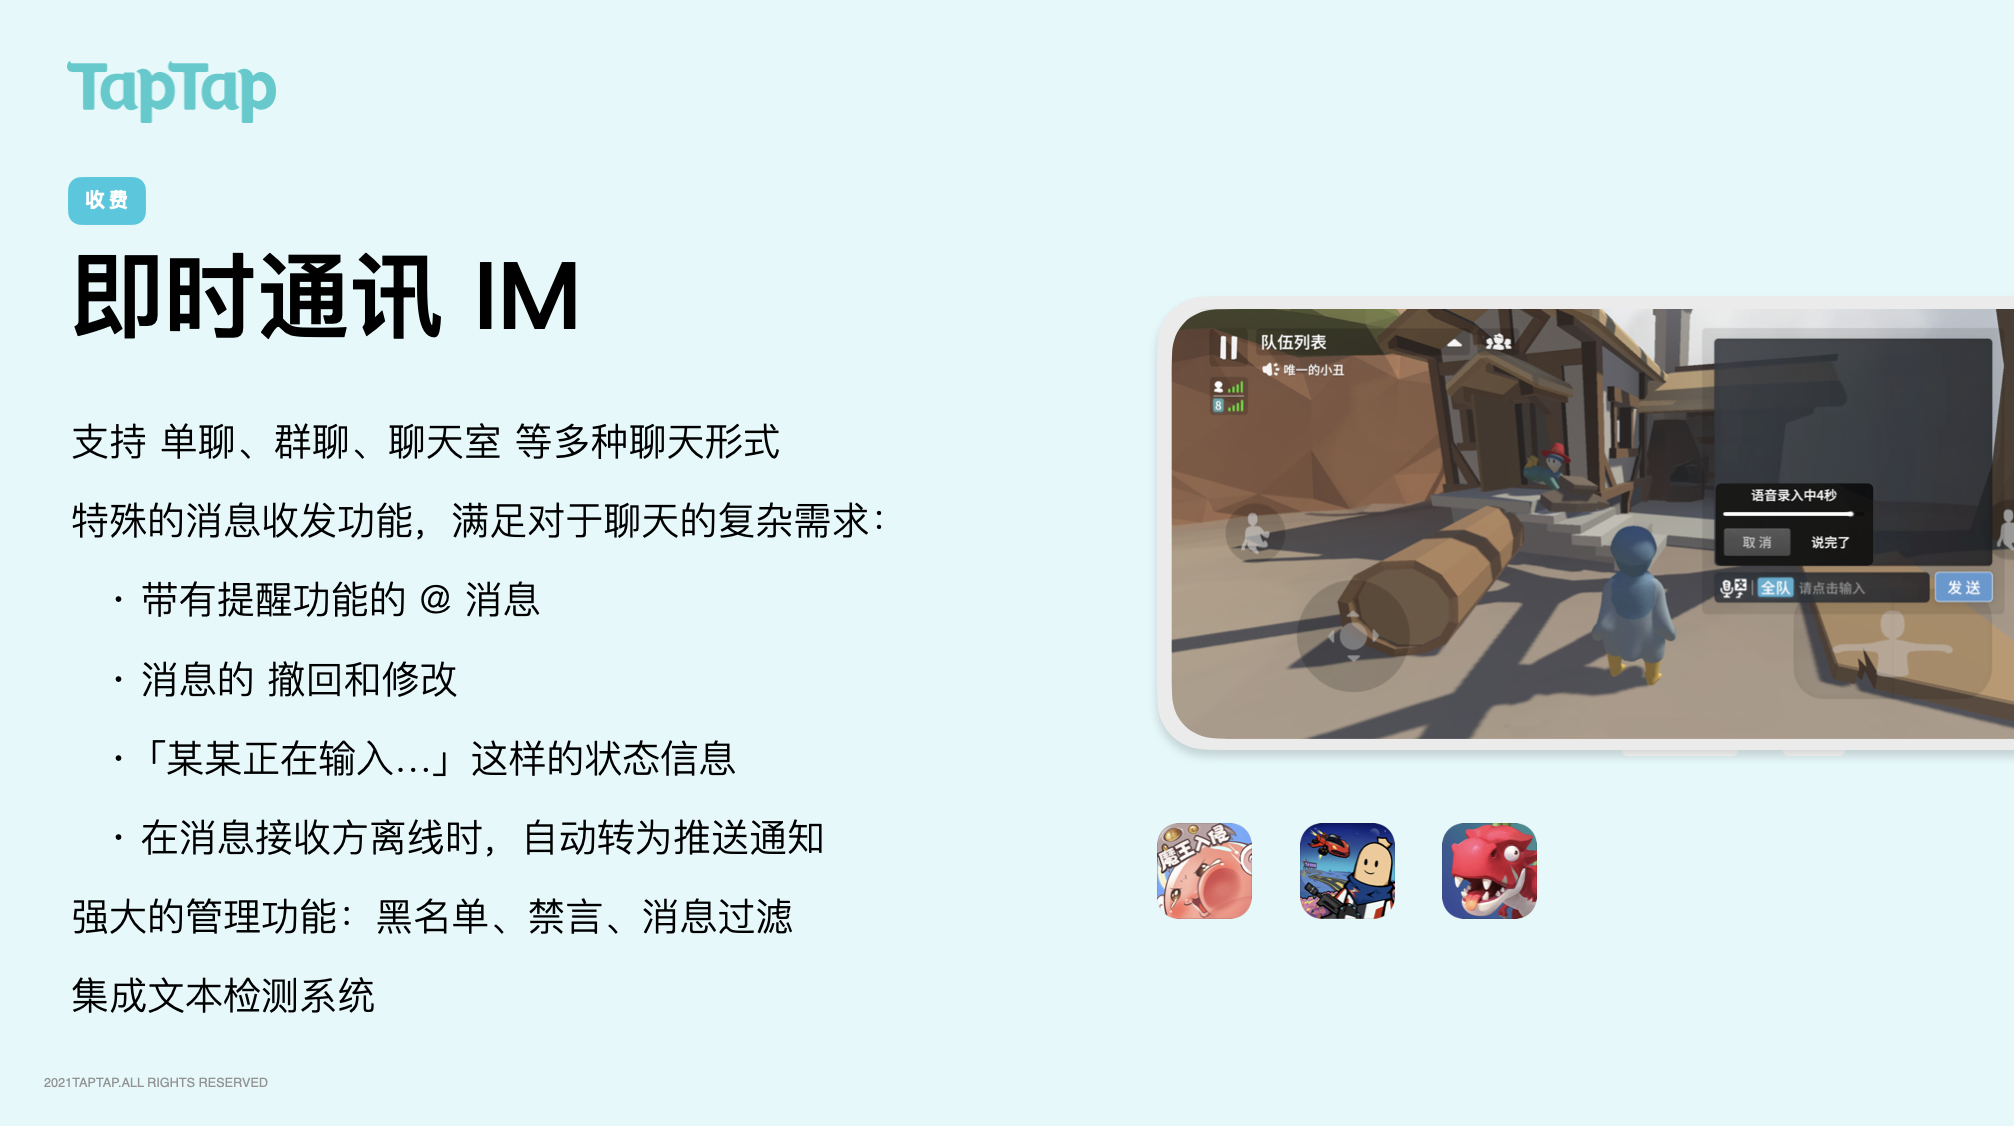 TapTap
收费
即时通讯 IM
支持 单聊、群聊、聊天室 等多种聊天形式
特殊的消息收发功能，满足对于聊天的复杂需求：
· 带有提醒功能的 @ 消息
· 消息的 撤回和修改
·「某某正在输入...」这样的状态信息
· 在消息接收方离线时，自动转为推送通知
强大的管理功能：黑名单、禁言、消息过滤
集成文本检测系统
队伍列表
唯一的小丑
8
语音录入中4秒
取消 说完了
文 全队 请点击输入 发送
魔王入侵
2021TAPTAP.ALL RIGHTS RESERVED